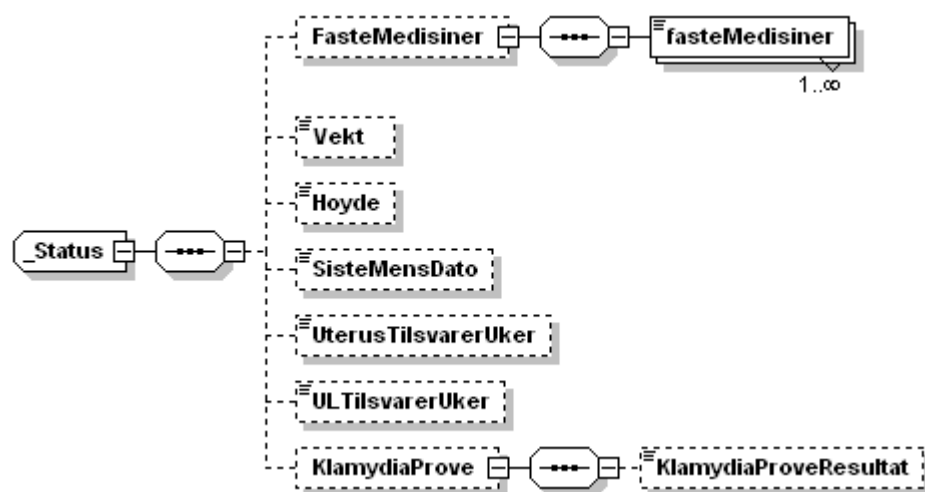 FasteMedisiner
fasteMedisiner
1..∞
Vekt
Hoyde
_Status
SisteMensDato
UterusTilsvarerUker
ULTilsvarerUker
KlamydiaProve
KlamydiaProveResultat